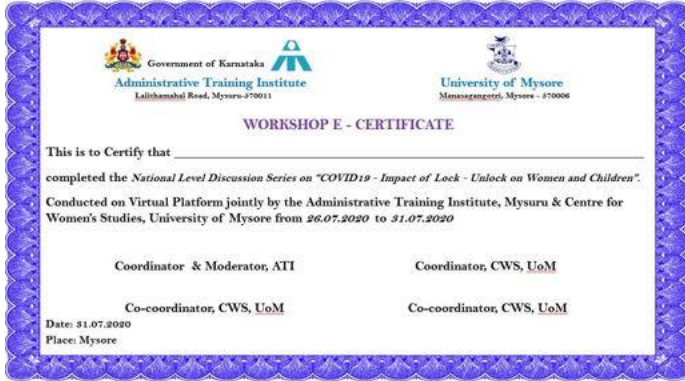 Government of Karnataka
Administrative Training Institute
Lalithamahal Road, Mysuru-570011
University of Mysore
Manasagangotri, Mysore - 570006
WORKSHOP E - CERTIFICATE
This is to Certify that
completed the National Level Discussion Series on "COVID19 - Impact of Lock - Unlock on Women and Children".
Conducted on Virtual Platform jointly by the Administrative Training Institute, Mysuru & Centre for
Women's Studies, University of Mysore from 26.07.2020 to 31.07.2020
Coordinator & Moderator, ATI
Coordinator, CWS, UoM
Co-coordinator, CWS, UoM
Co-coordinator, CWS, UoM
Date: 31.07.2020
Place: Mysore